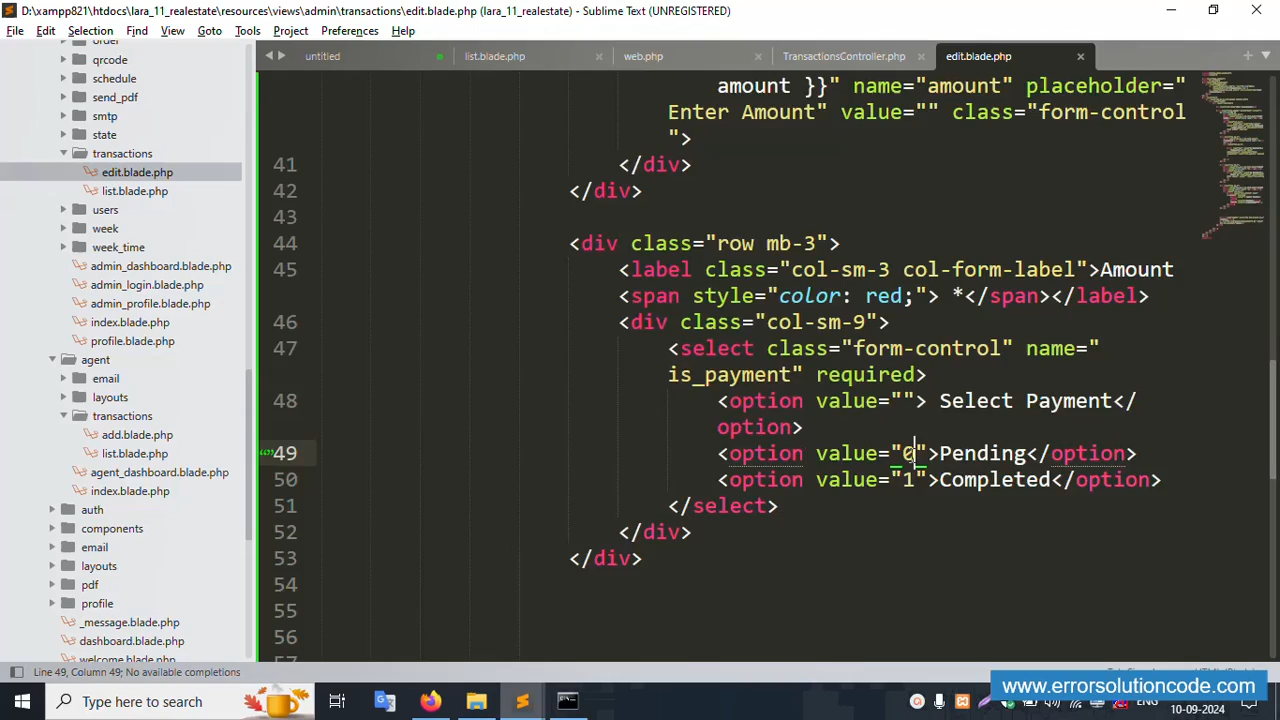 D:\xampp821\htdocs\lara_11_realestate\resources\views\admin\transactions\edit.blade.php (lara_11_realestate) - Sublime Text (UNREGISTERED)
File Edit Selection Find View Goto Tools Project Preferences Help
untitled list.blade.php web.php TransactionsController.php edit.blade.php
order
qrcode
schedule
send_pdf
smtp
state
transactions
edit.blade.php
list.blade.php
users
week
week_time
admin_dashboard.blade.php
admin_login.blade.php
admin_profile.blade.php
index.blade.php
profile.blade.php
agent
email
layouts
transactions
add.blade.php
list.blade.php
agent_dashboard.blade.php
index.blade.php
auth
components
email
layouts
pdf
profile
_message.blade.php
dashboard.blade.php
welcome.blade.php
amount }}" name="amount" placeholder="
Enter Amount" value="" class="form-control
">
41 </div>
42 </div>
43
44 <div class="row mb-3">
45 <label class="col-sm-3 col-form-label">Amount
<span style="color: red;"> *</span></label>
46 <div class="col-sm-9">
47 <select class="form-control" name="
is_payment" required>
48 <option value=""> Select Payment</
option>
49 <option value="0">Pending</option>
50 <option value="1">Completed</option>
51 </select>
52 </div>
53 </div>
54
55
56
57
Line 49, Column 49; No available completions
Type here to search
www.errorsolutioncode.com
10-09-2024